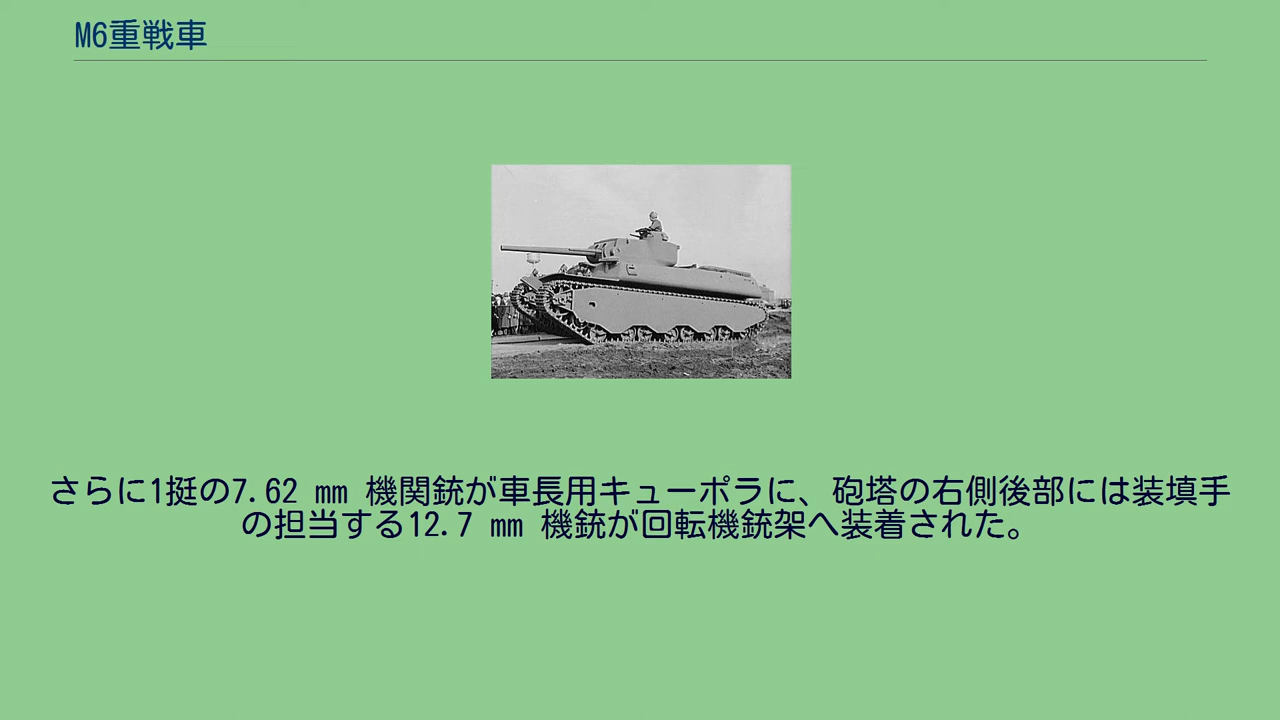 M6重戦車
さらに1挺の7.62 mm 機関銃が車長用キューポラに、砲塔の右側後部には装填手
の担当する12.7 mm 機銃が回転機銃架へ装着された。